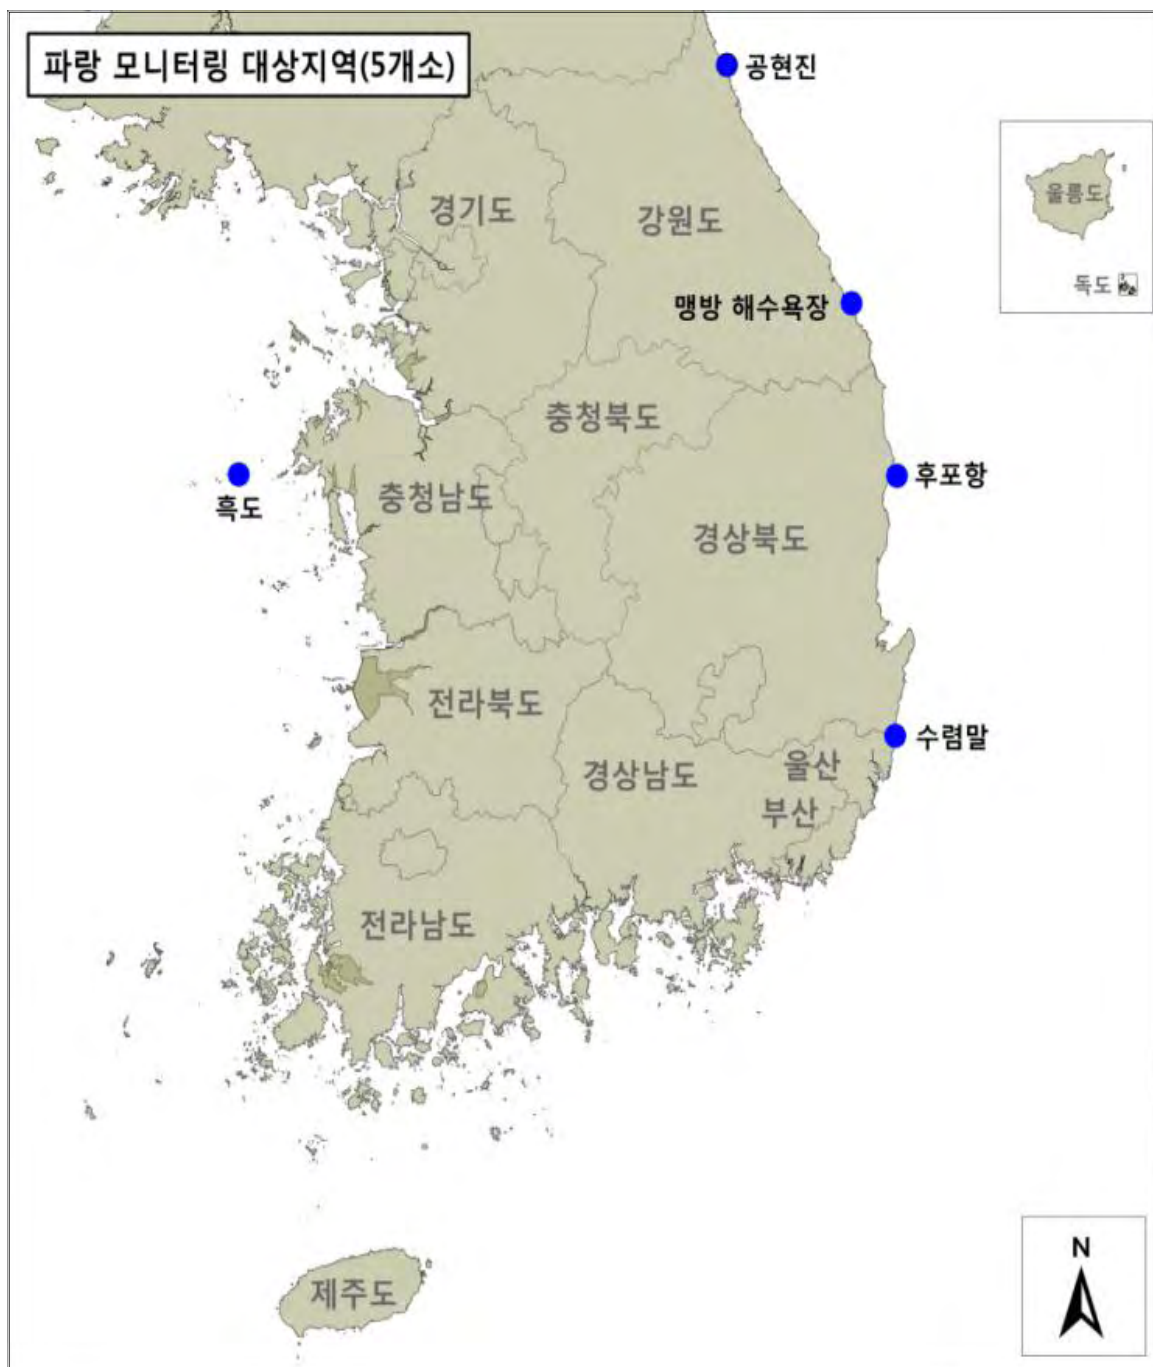 파랑 모니터링 대상지역(5개소)
공현진
경기도
강원도
울릉도
독도
맹방 해수욕장
충청북도
흑도
충청남도
후포항
경상북도
전라북도
수렴말
경상남도
울산
부산
전라남도
제주도
N